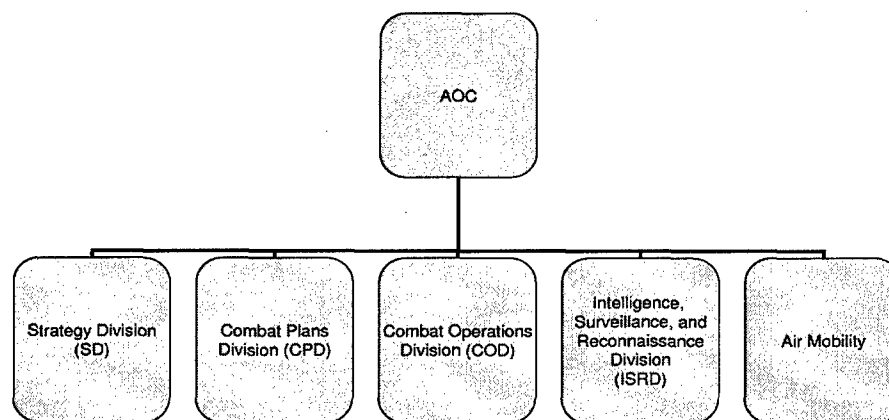 AOC
Strategy Division
(SD)
Combat Plans
Division (CPD)
Combat Operations
Division (COD)
Intelligence,
Surveillance, and
Reconnaissance
Division
(ISRD)
Air Mobility